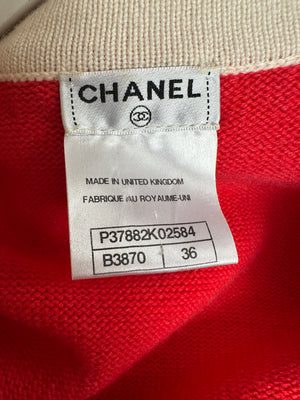 CHANEL
MADE IN UNITED KINGDOM
FABRIQUE AU ROYAUME-UNI
P37882K02584
B3870 36